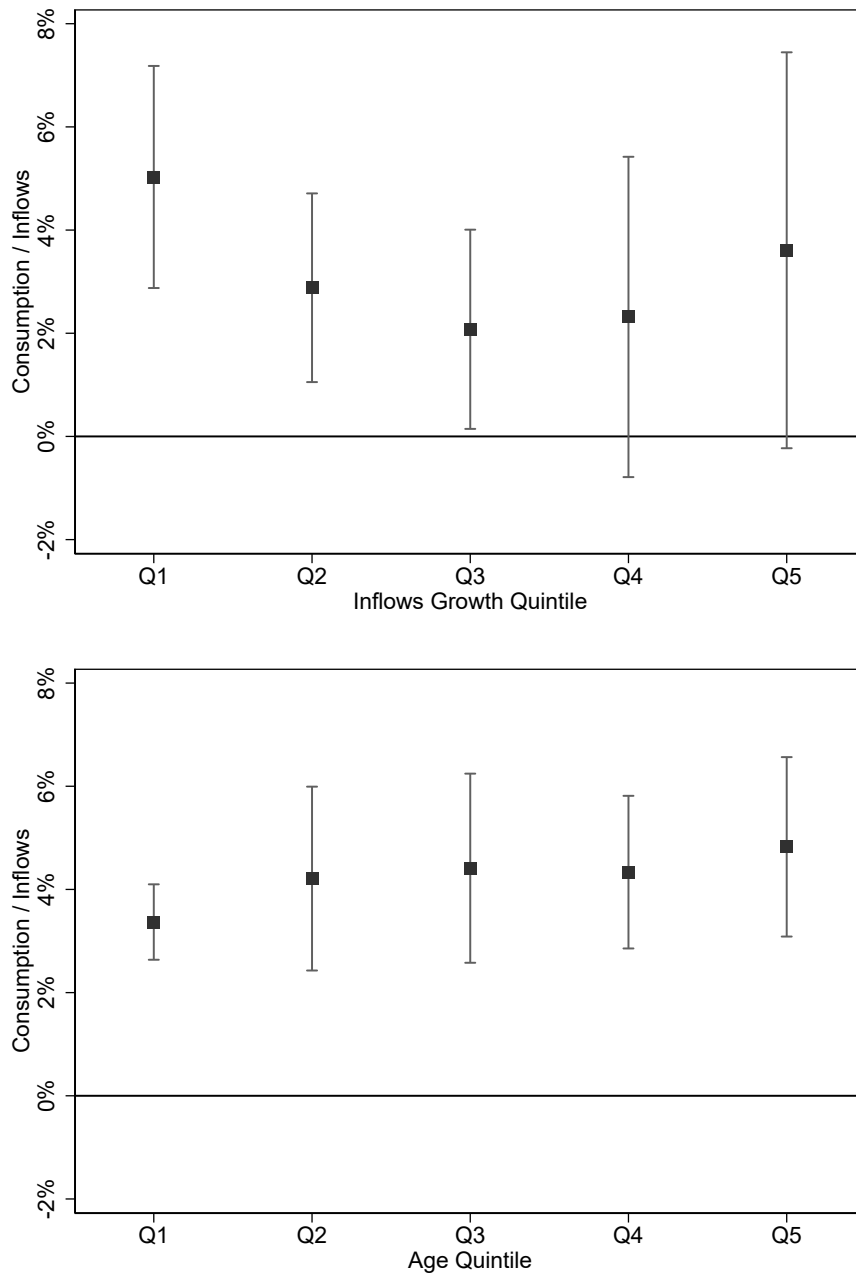 8%
6%
4%
2%
0%
-2%
Consumption / Inflows
Q1 Q2 Q3 Q4 Q5
Inflows Growth Quintile
8%
6%
4%
2%
0%
-2%
Consumption / Inflows
Q1 Q2 Q3 Q4 Q5
Age Quintile